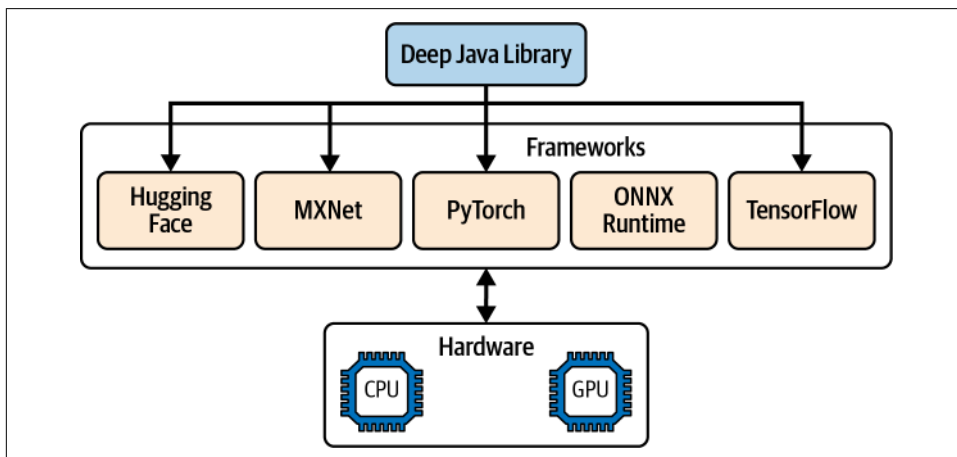 Deep Java Library
Frameworks
Hugging
Face
MXNet
PyTorch
ONNX
Runtime
TensorFlow
Hardware
CPU
GPU